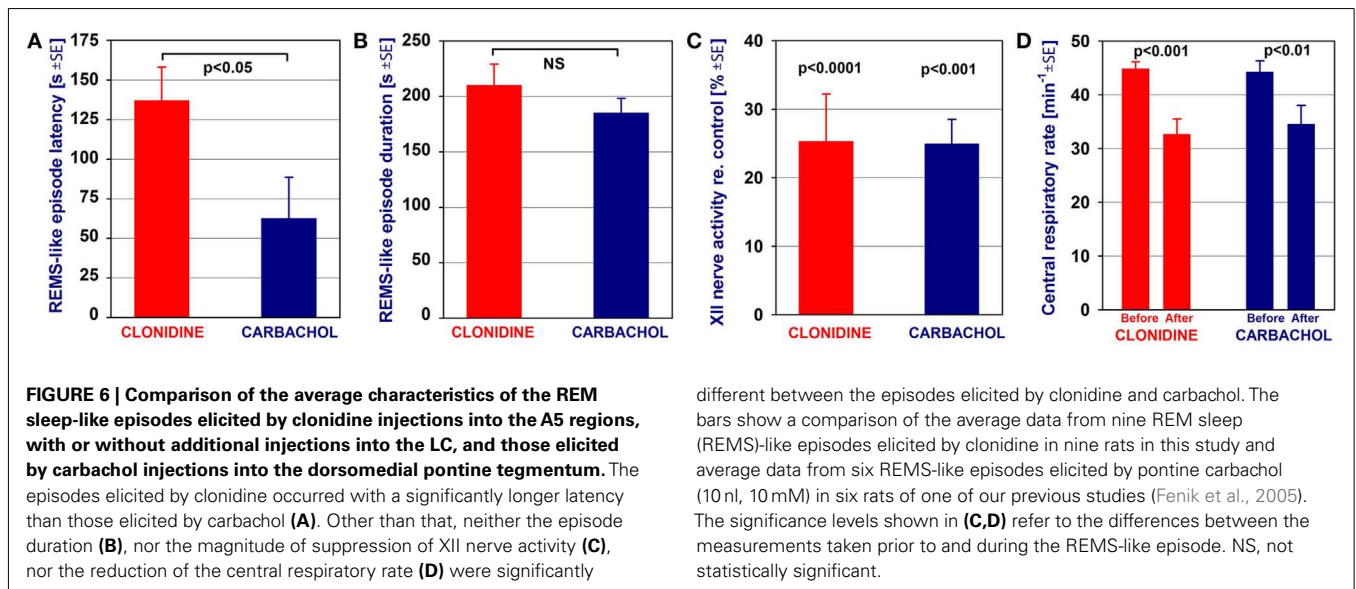 A
REMS-like episode latency [s ±SE]
175
150
125
100
75
50
25
0
p<0.05
CLONIDINE CARBACHOL
B
REMS-like episode duration [s ±SE]
250
200
150
100
50
0
NS
CLONIDINE CARBACHOL
C
XII nerve activity re. control [% ±SE]
40
35
30
25
20
15
10
5
0
p<0.0001 p<0.001
CLONIDINE CARBACHOL
D
Central respiratory rate [min⁻¹ ±SE]
50
40
30
20
10
0
p<0.001 p<0.01
Before After Before After
CLONIDINE CARBACHOL
FIGURE 6 | Comparison of the average characteristics of the REM
sleep-like episodes elicited by clonidine injections into the A5 regions,
with or without additional injections into the LC, and those elicited
by carbachol injections into the dorsomedial pontine tegmentum. The
episodes elicited by clonidine occurred with a significantly longer latency
than those elicited by carbachol (A). Other than that, neither the episode
duration (B), nor the magnitude of suppression of XII nerve activity (C),
nor the reduction of the central respiratory rate (D) were significantly
different between the episodes elicited by clonidine and carbachol. The
bars show a comparison of the average data from nine REM sleep
(REMS)-like episodes elicited by clonidine in nine rats in this study and
average data from six REMS-like episodes elicited by pontine carbachol
(10 nl, 10 mM) in six rats of one of our previous studies (Fenik et al., 2005).
The significance levels shown in (C,D) refer to the differences between the
measurements taken prior to and during the REMS-like episode. NS, not
statistically significant.